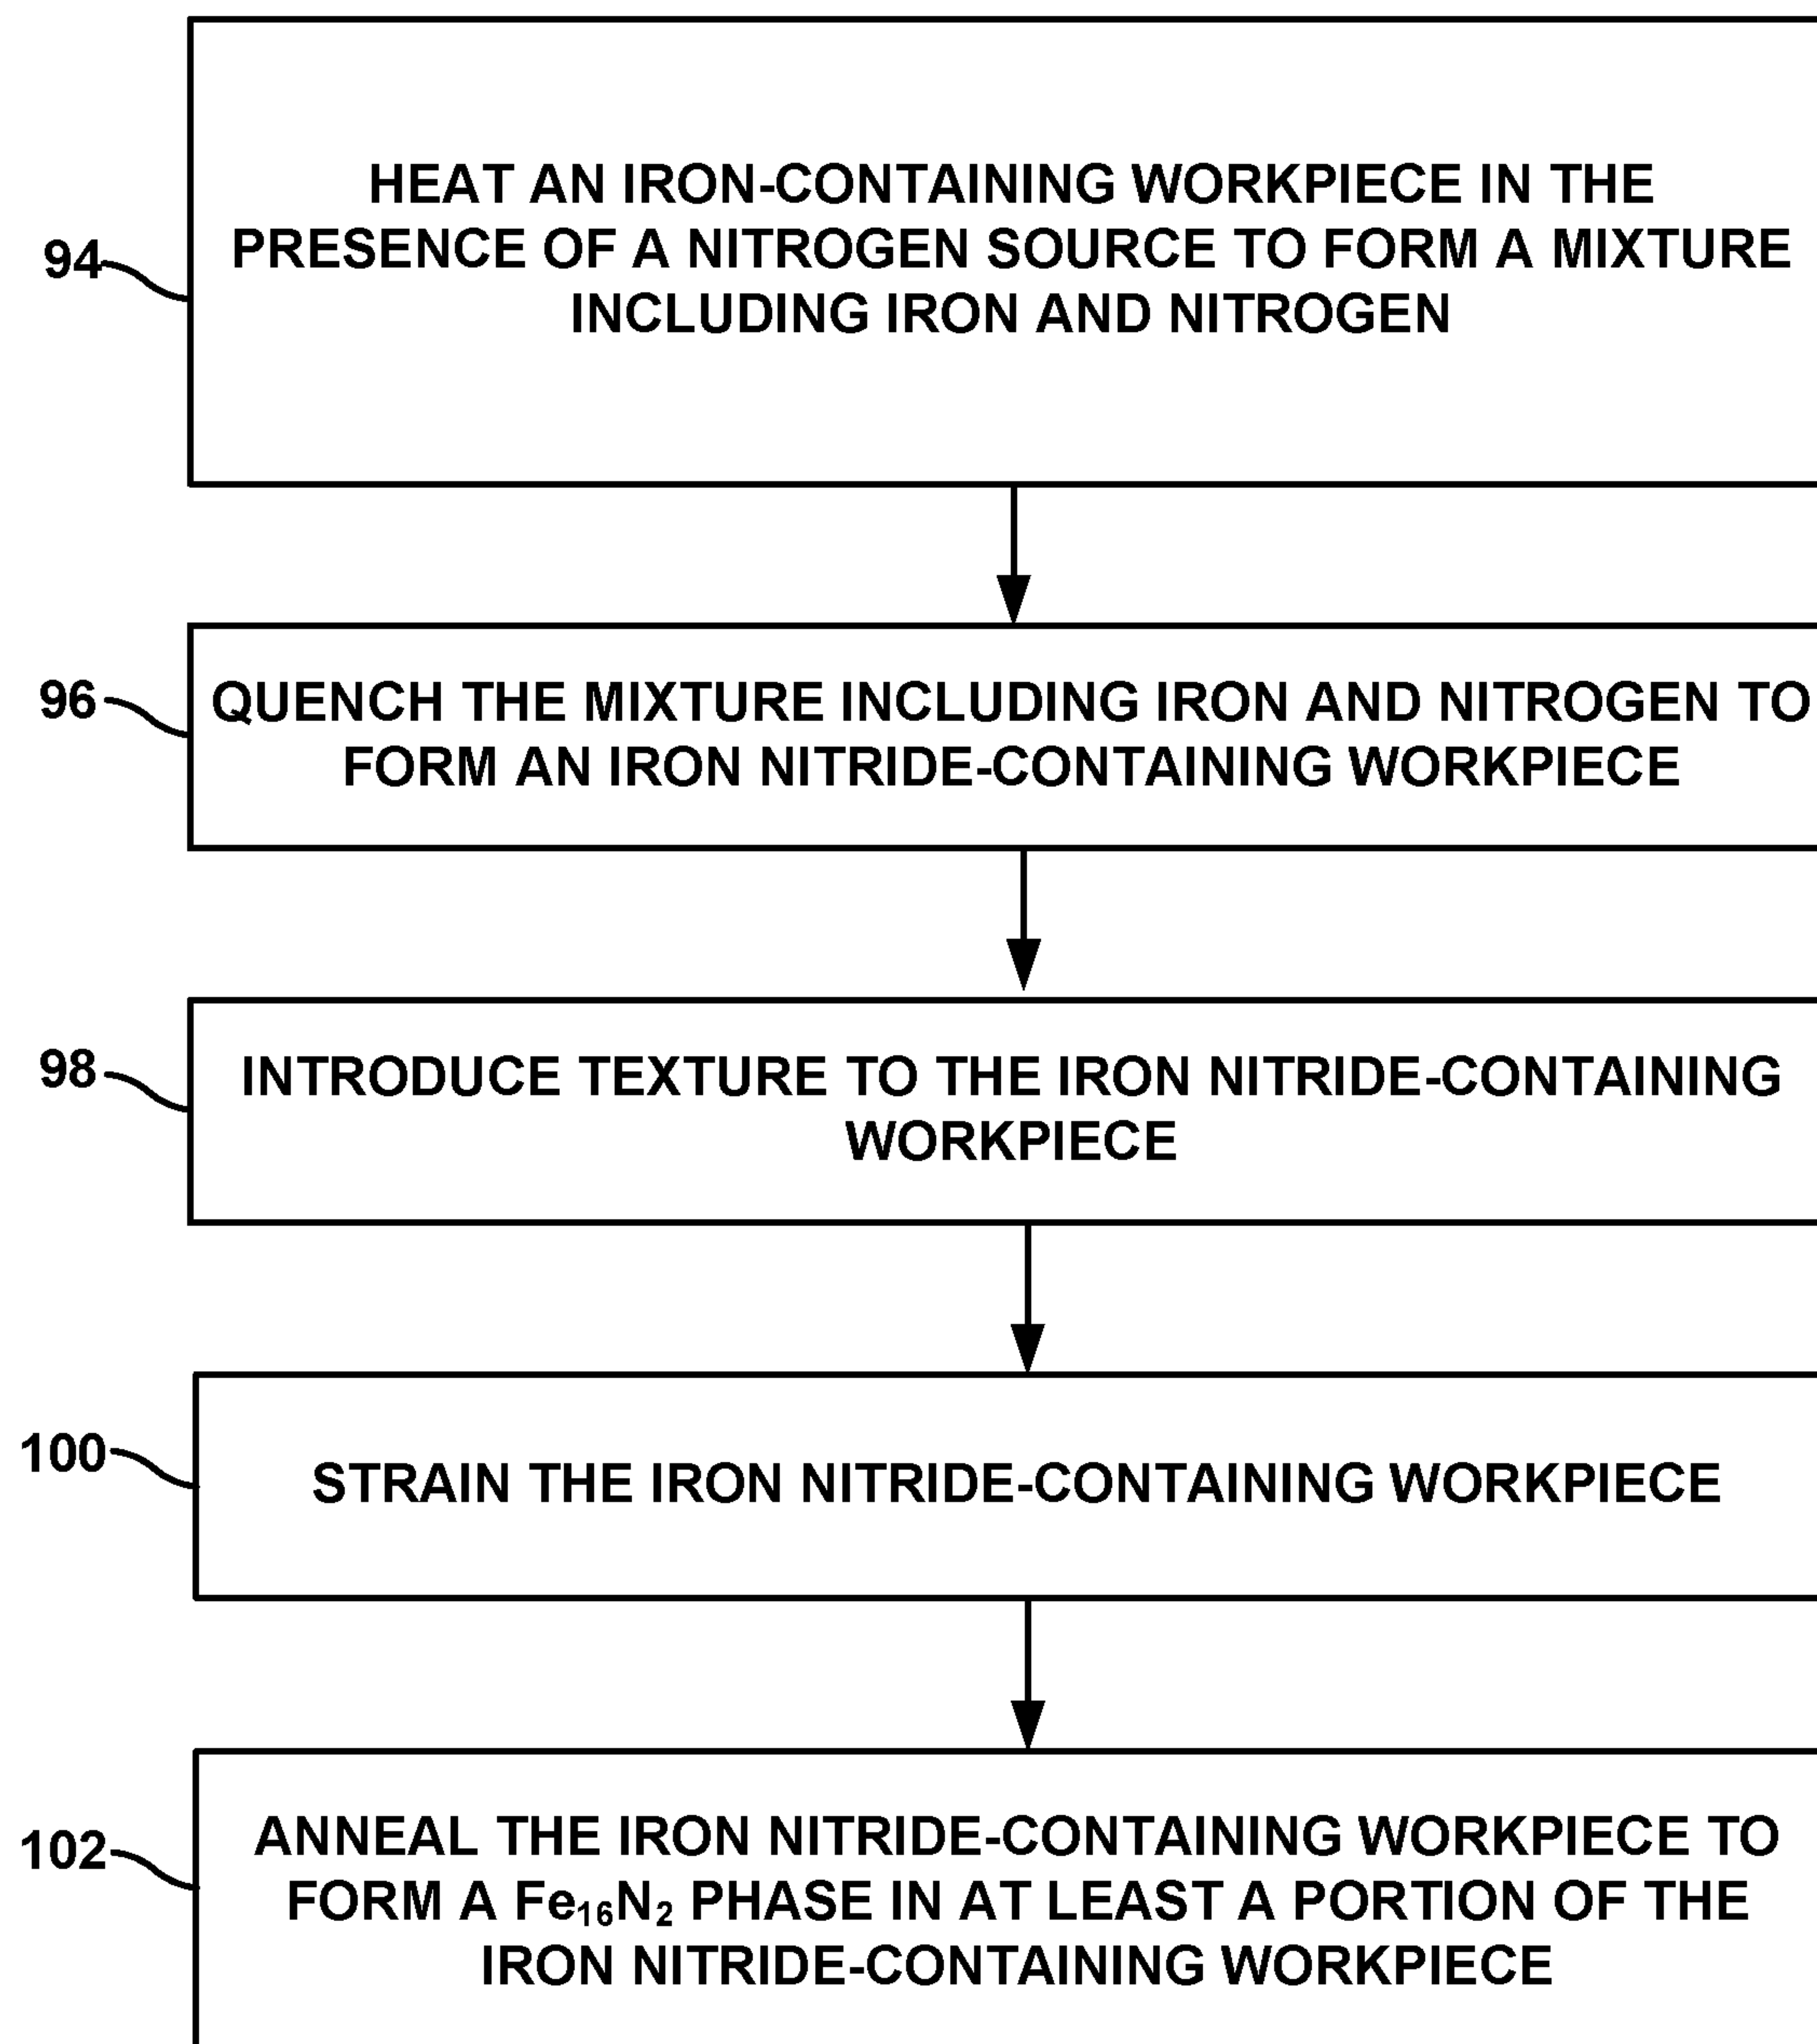 HEAT AN IRON-CONTAINING WORKPIECE IN THE
94 PRESENCE OF A NITROGEN SOURCE TO FORM A MIXTURE
INCLUDING IRON AND NITROGEN
96 QUENCH THE MIXTURE INCLUDING IRON AND NITROGEN TO
FORM AN IRON NITRIDE-CONTAINING WORKPIECE
98 INTRODUCE TEXTURE TO THE IRON NITRIDE-CONTAINING
WORKPIECE
100 STRAIN THE IRON NITRIDE-CONTAINING WORKPIECE
ANNEAL THE IRON NITRIDE-CONTAINING WORKPIECE TO
102 FORM A Fe₁₆N₂ PHASE IN AT LEAST A PORTION OF THE
IRON NITRIDE-CONTAINING WORKPIECE